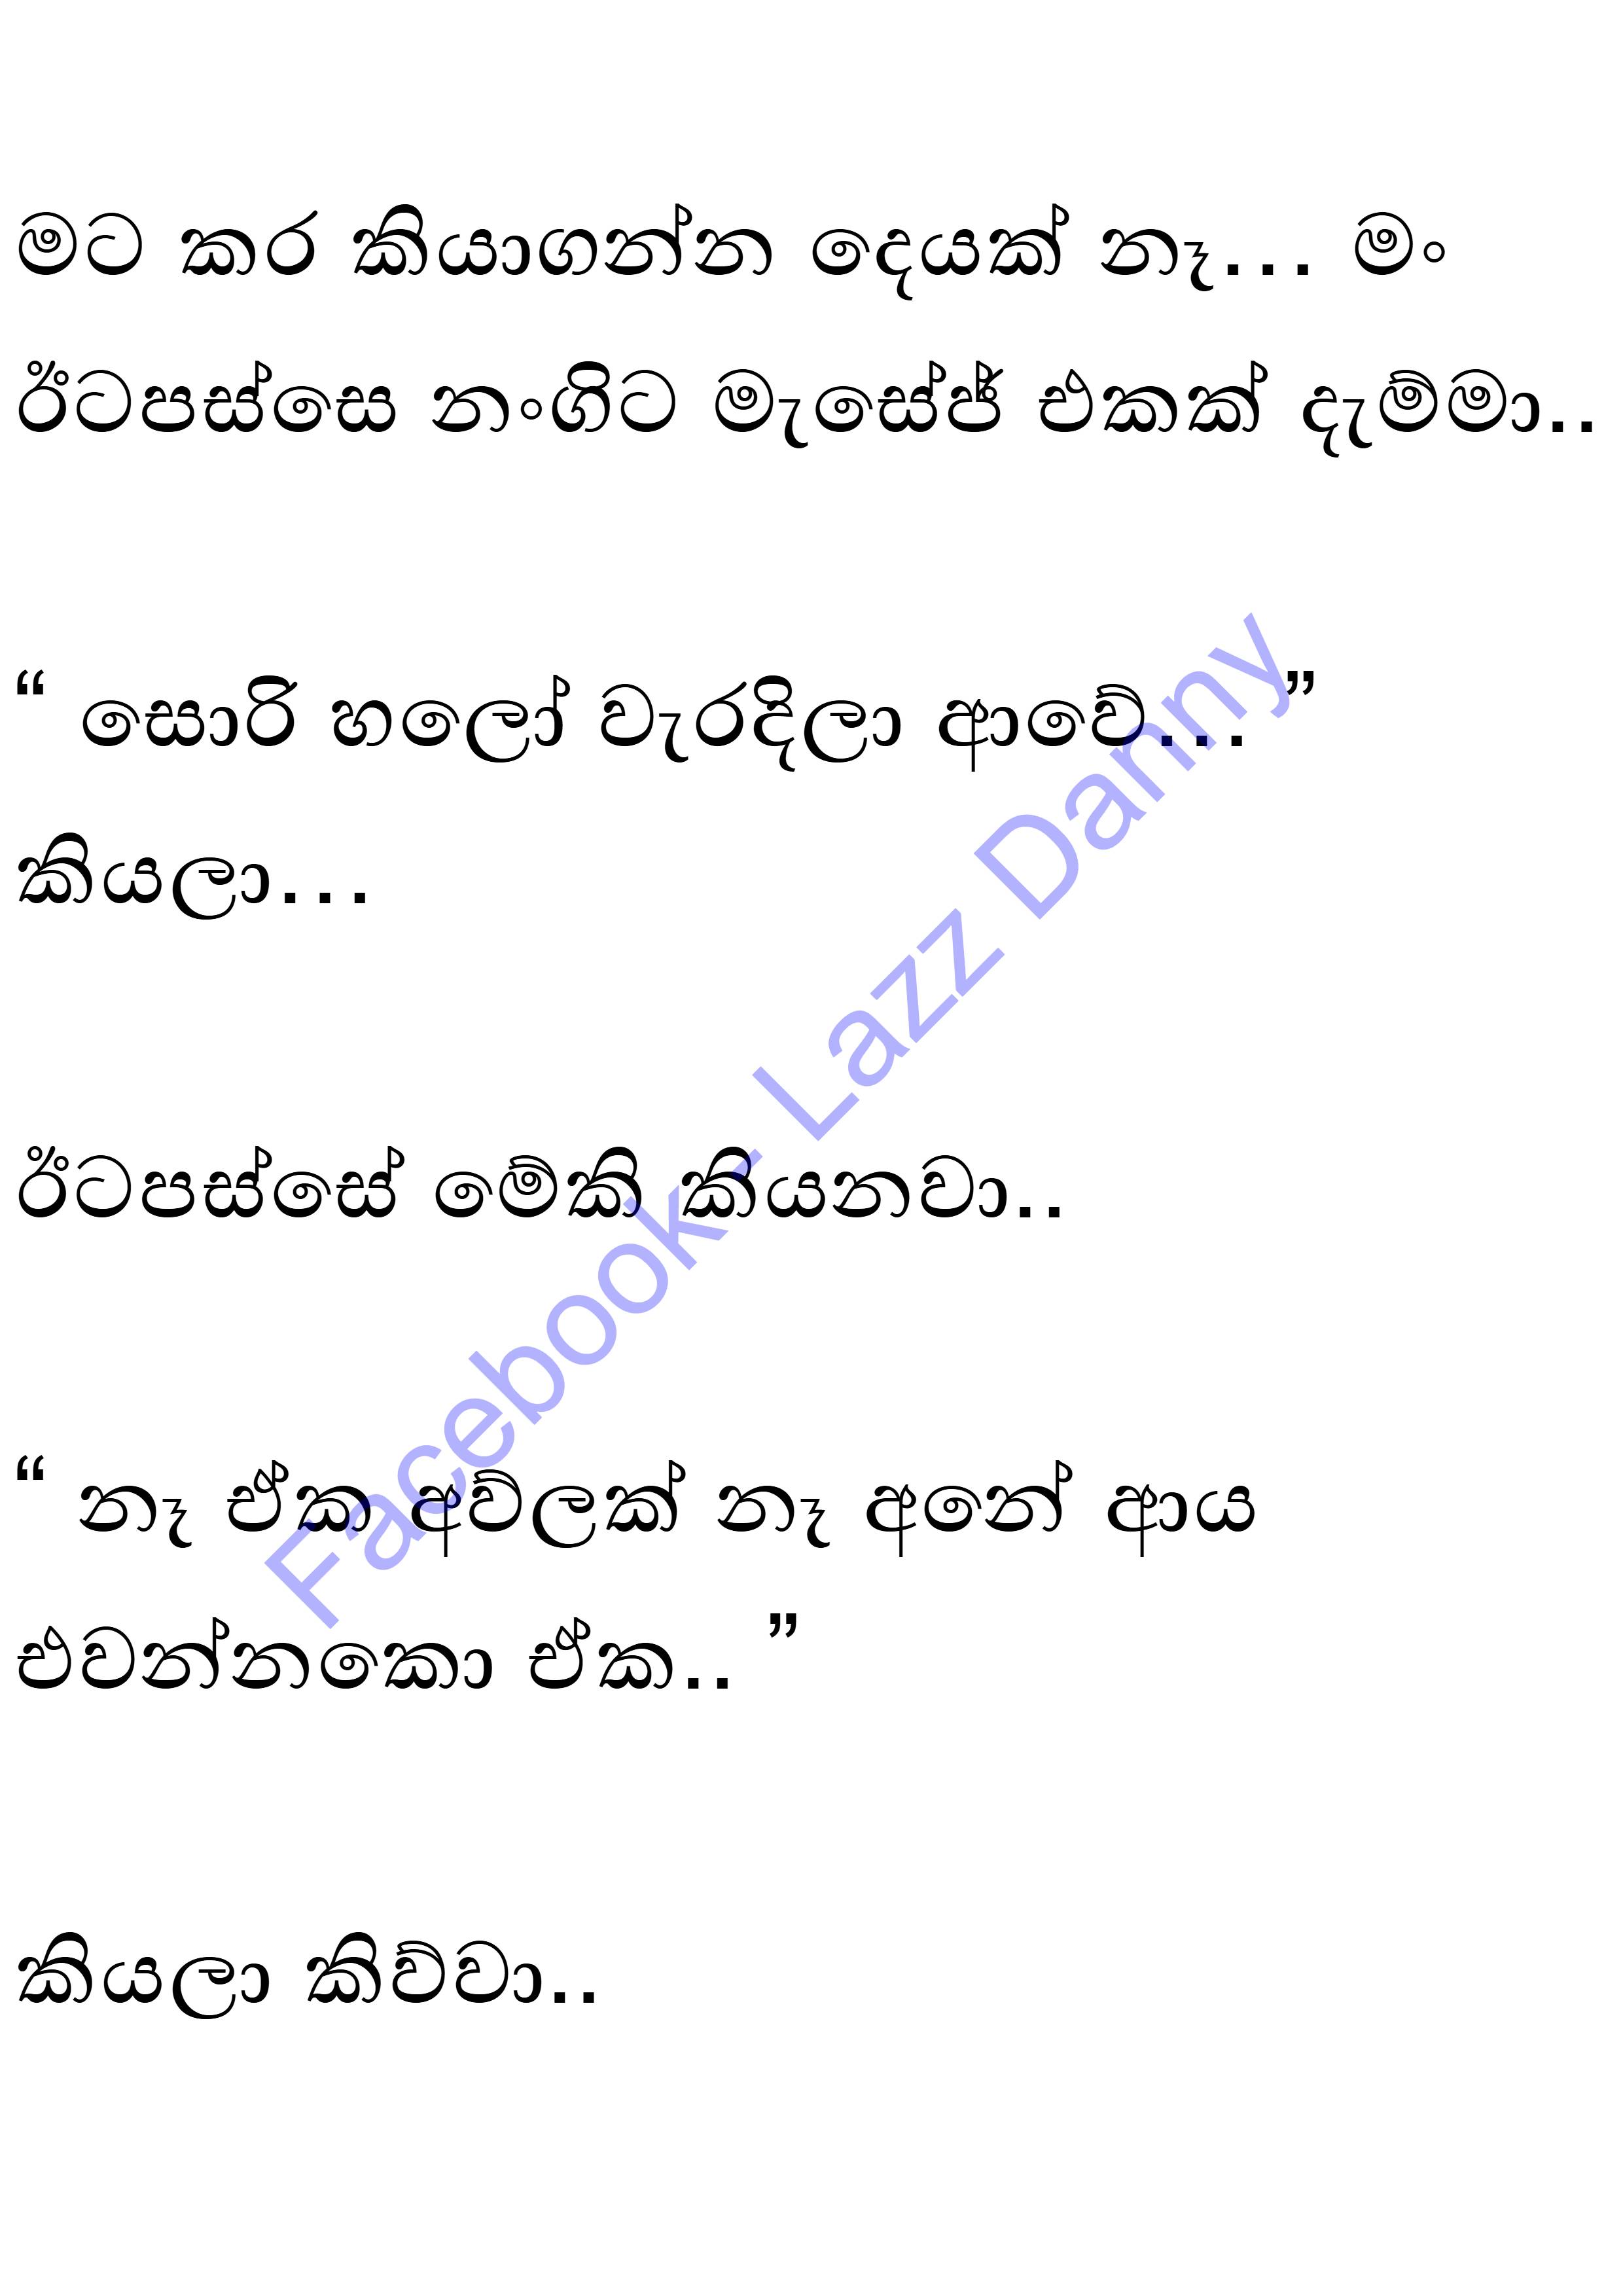 මට කර කියාගන්න දෙයක් නෑ... මං
ඊටපස්සෙ නංගිට මැසේජ් එකක් දැම්මා..
“ සොරි හලෝ වැරදිලා ආවේ...”
කියලා...
ඊටපස්සේ මේකි කියනවා..
“ නෑ ඒක අව්ලක් නෑ අනේ ආය
එවන්නකො ඒක.. ”
කියලා කිව්වා..
Facebook- Lazz Danny